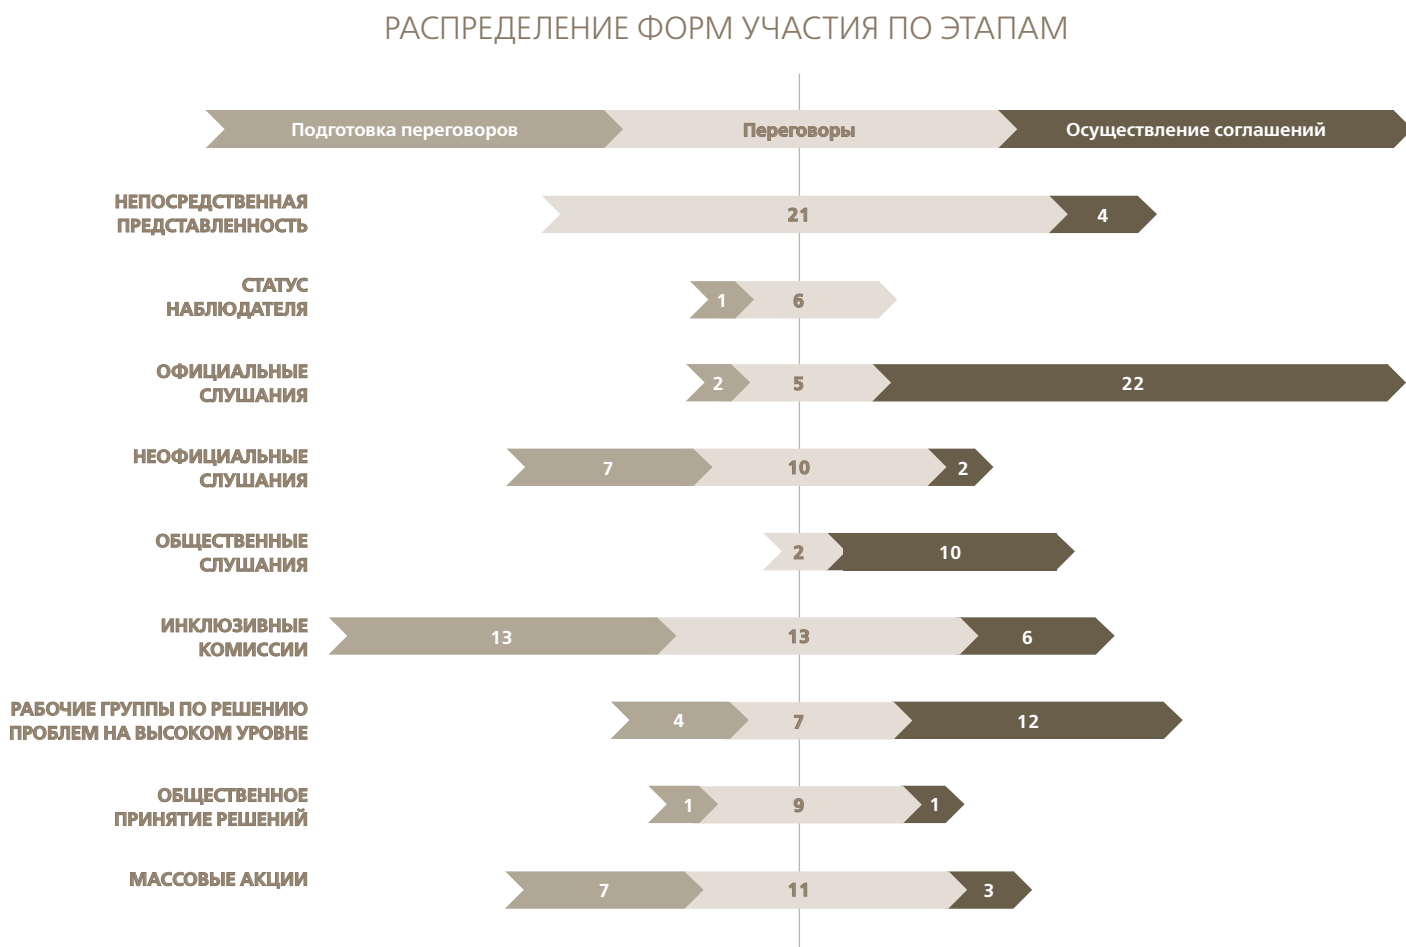 РАСПРЕДЕЛЕНИЕ ФОРМ УЧАСТИЯ ПО ЭТАПАМ
Подготовка переговоров
Переговоры
Осуществление соглашений
НЕПОСРЕДСТВЕННАЯ
ПРЕДСТАВЛЕННОСТЬ
21
4
СТАТУС
НАБЛЮДАТЕЛЯ
1
6
ОФИЦИАЛЬНЫЕ
СЛУШАНИЯ
2
5
22
НЕОФИЦИАЛЬНЫЕ
СЛУШАНИЯ
7
10
2
ОБЩЕСТВЕННЫЕ
СЛУШАНИЯ
2
10
ИНКЛЮЗИВНЫЕ
КОМИССИИ
13
13
6
РАБОЧИЕ ГРУППЫ ПО РЕШЕНИЮ
ПРОБЛЕМ НА ВЫСОКОМ УРОВНЕ
4
7
12
ОБЩЕСТВЕННОЕ
ПРИНЯТИЕ РЕШЕНИЙ
1
9
1
МАССОВЫЕ АКЦИИ
7
11
3